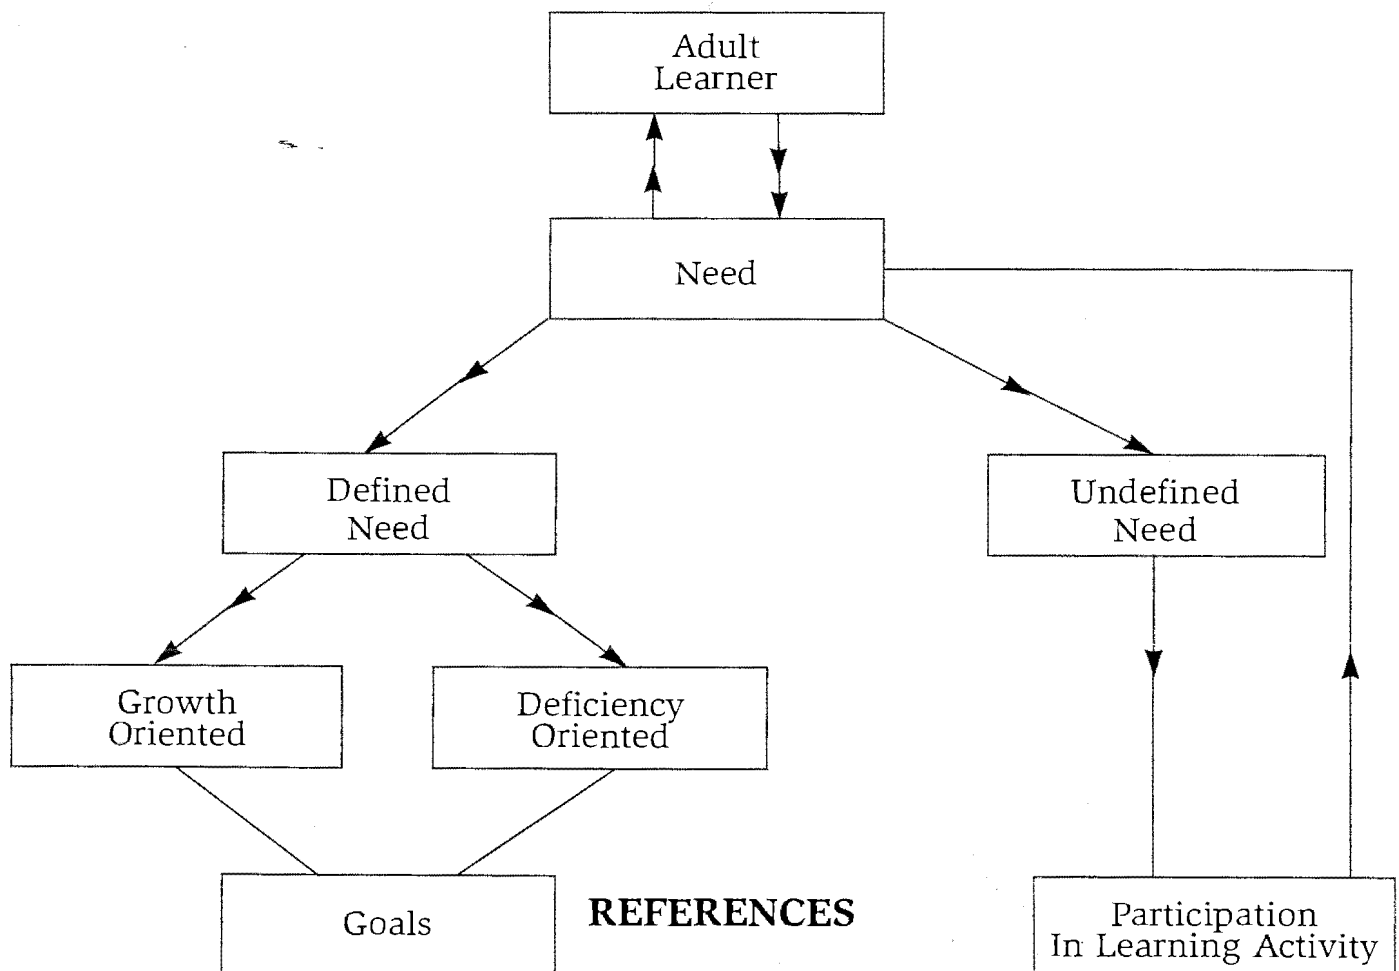 Adult
Learner
Need
Defined
Need
Undefined
Need
Growth
Oriented
Deficiency
Oriented
Goals
REFERENCES
Participation
In Learning Activity